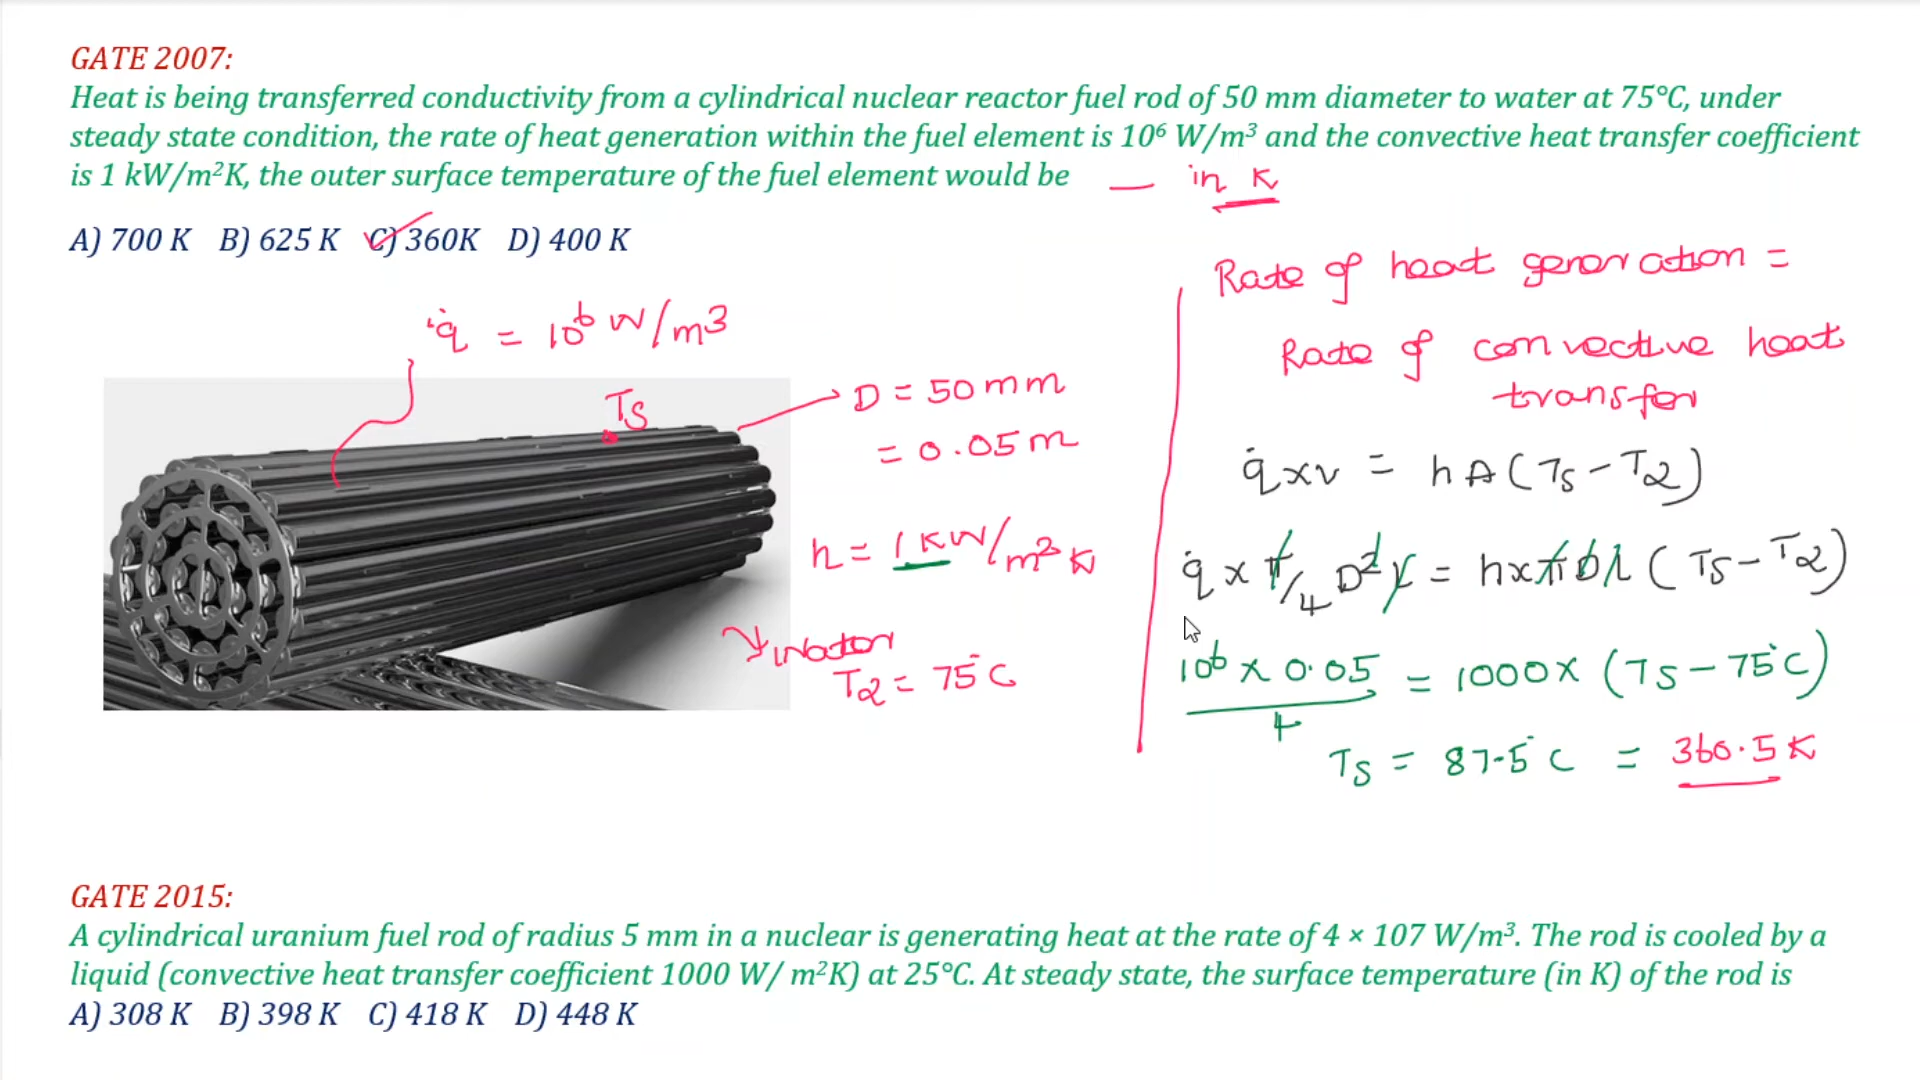 GATE 2007:
Heat is being transferred conductivity from a cylindrical nuclear reactor fuel rod of 50 mm diameter to water at 75°C, under
steady state condition, the rate of heat generation within the fuel element is 10⁶ W/m³ and the convective heat transfer coefficient
is 1 kW/m²K, the outer surface temperature of the fuel element would be — in K
A) 700 K B) 625 K C) 360K D) 400 K
q̇ = 10⁶ W/m³
Ts
D = 50 mm
= 0.05 m
h = 1 KW/m² K
Water
T2 = 75°C
Rate of heat generation =
Rate of convective heat
transfer
q̇ x v = h A (Ts - T2)
q̇ x π/4 D² L = h x π D L (Ts - T2)
10⁶ x 0.05 / 4 = 1000 x (Ts - 75°C)
Ts = 87.5°C = 360.5 K
GATE 2015:
A cylindrical uranium fuel rod of radius 5 mm in a nuclear is generating heat at the rate of 4 × 107 W/m³. The rod is cooled by a
liquid (convective heat transfer coefficient 1000 W/ m²K) at 25°C. At steady state, the surface temperature (in K) of the rod is
A) 308 K B) 398 K C) 418 K D) 448 K